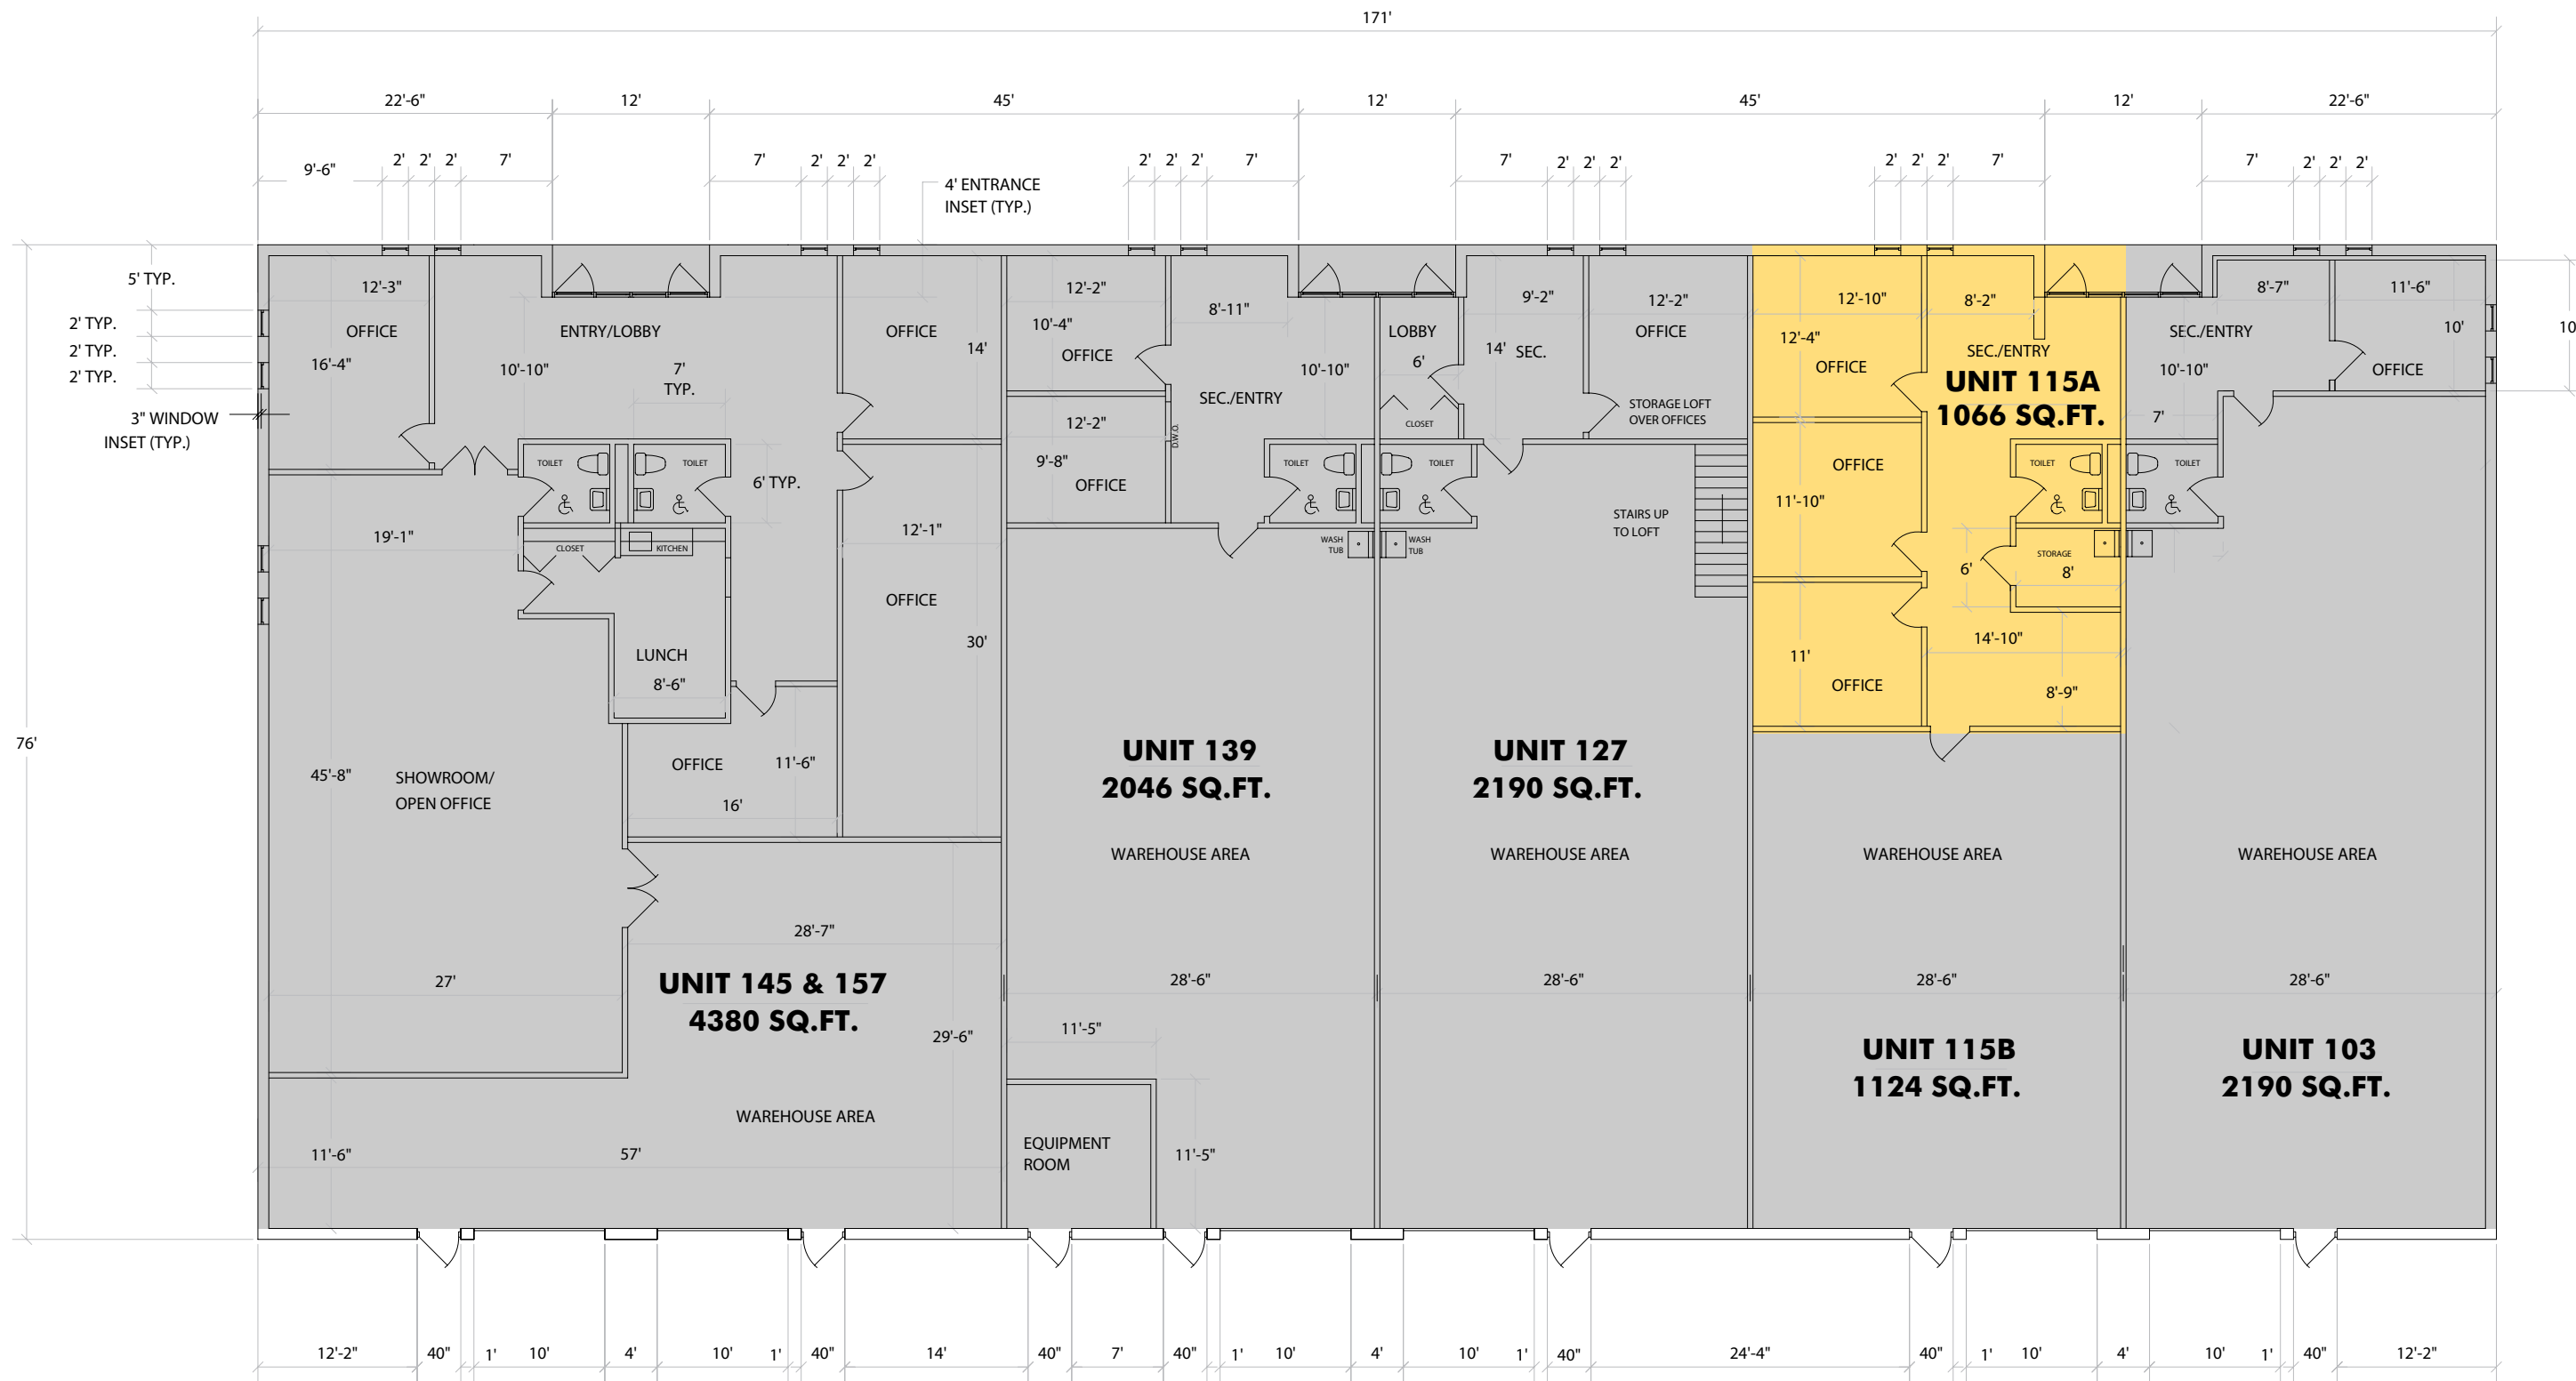 171'
22'-6" 12' 45' 12' 45' 12' 22'-6"
9'-6" 2' 2' 2' 7' 7' 2' 2' 2' 2' 2' 2' 7' 7' 2' 2' 2' 2' 2' 2' 7' 7' 2' 2' 2'
4' ENTRANCE
INSET (TYP.)
5' TYP.
2' TYP.
2' TYP.
2' TYP.
3" WINDOW
INSET (TYP.)
76'
12'-3"
OFFICE
16'-4"
ENTRY/LOBBY
10'-10"
7'
TYP.
OFFICE
14'
TOILET
TOILET
6' TYP.
19'-1"
CLOSET
KITCHEN
12'-1"
OFFICE
30'
LUNCH
8'-6"
OFFICE
11'-6"
16'
45'-8"
SHOWROOM/
OPEN OFFICE
27'
28'-7"
UNIT 145 & 157
4380 SQ.FT.
29'-6"
WAREHOUSE AREA
11'-6"
57'
12'-2"
10'-4"
OFFICE
8'-11"
SEC./ENTRY
10'-10"
12'-2"
D.W.O.
9'-8"
OFFICE
TOILET
WASH
TUB
UNIT 139
2046 SQ.FT.
WAREHOUSE AREA
28'-6"
11'-5"
EQUIPMENT
ROOM
11'-5"
LOBBY
6'
CLOSET
9'-2"
14'
SEC.
12'-2"
OFFICE
STORAGE LOFT
OVER OFFICES
TOILET
WASH
TUB
STAIRS UP
TO LOFT
UNIT 127
2190 SQ.FT.
WAREHOUSE AREA
28'-6"
12'-10"
12'-4"
OFFICE
8'-2"
SEC./ENTRY
UNIT 115A
1066 SQ.FT.
OFFICE
11'-10"
TOILET
STORAGE
6'
8'
14'-10"
11'
OFFICE
8'-9"
WAREHOUSE AREA
28'-6"
UNIT 115B
1124 SQ.FT.
8'-7"
11'-6"
SEC./ENTRY
10'
10
10'-10"
OFFICE
7'
TOILET
WAREHOUSE AREA
28'-6"
UNIT 103
2190 SQ.FT.
12'-2" 40" 1' 10' 4' 10' 1' 40" 14' 40" 7' 40" 1' 10' 4' 10' 1' 40" 24'-4" 40" 1' 10' 4' 10' 1' 40" 12'-2"